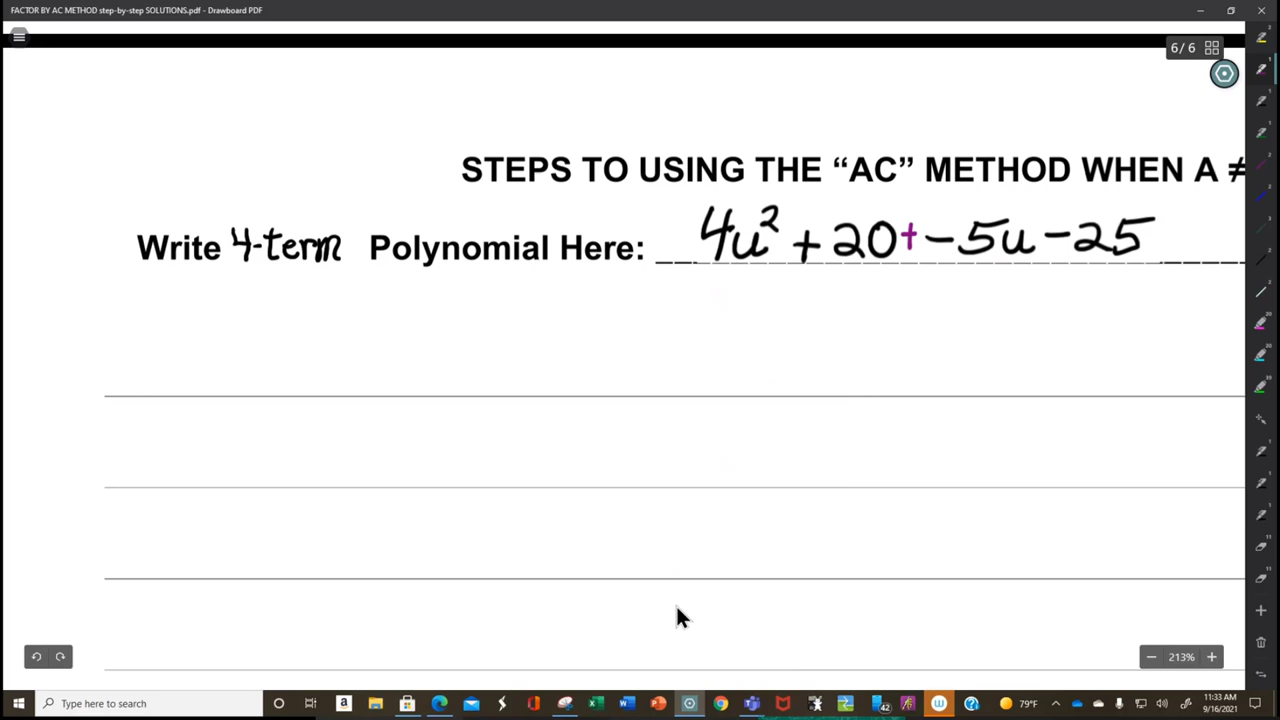 FACTOR BY AC METHOD step-by-step SOLUTIONS.pdf - Drawboard PDF
6/6
STEPS TO USING THE “AC” METHOD WHEN A ≠
Write 4-term Polynomial Here: 4u² + 20 + - 5u - 25
213%
Type here to search
79°F
11:33 AM
9/16/2021